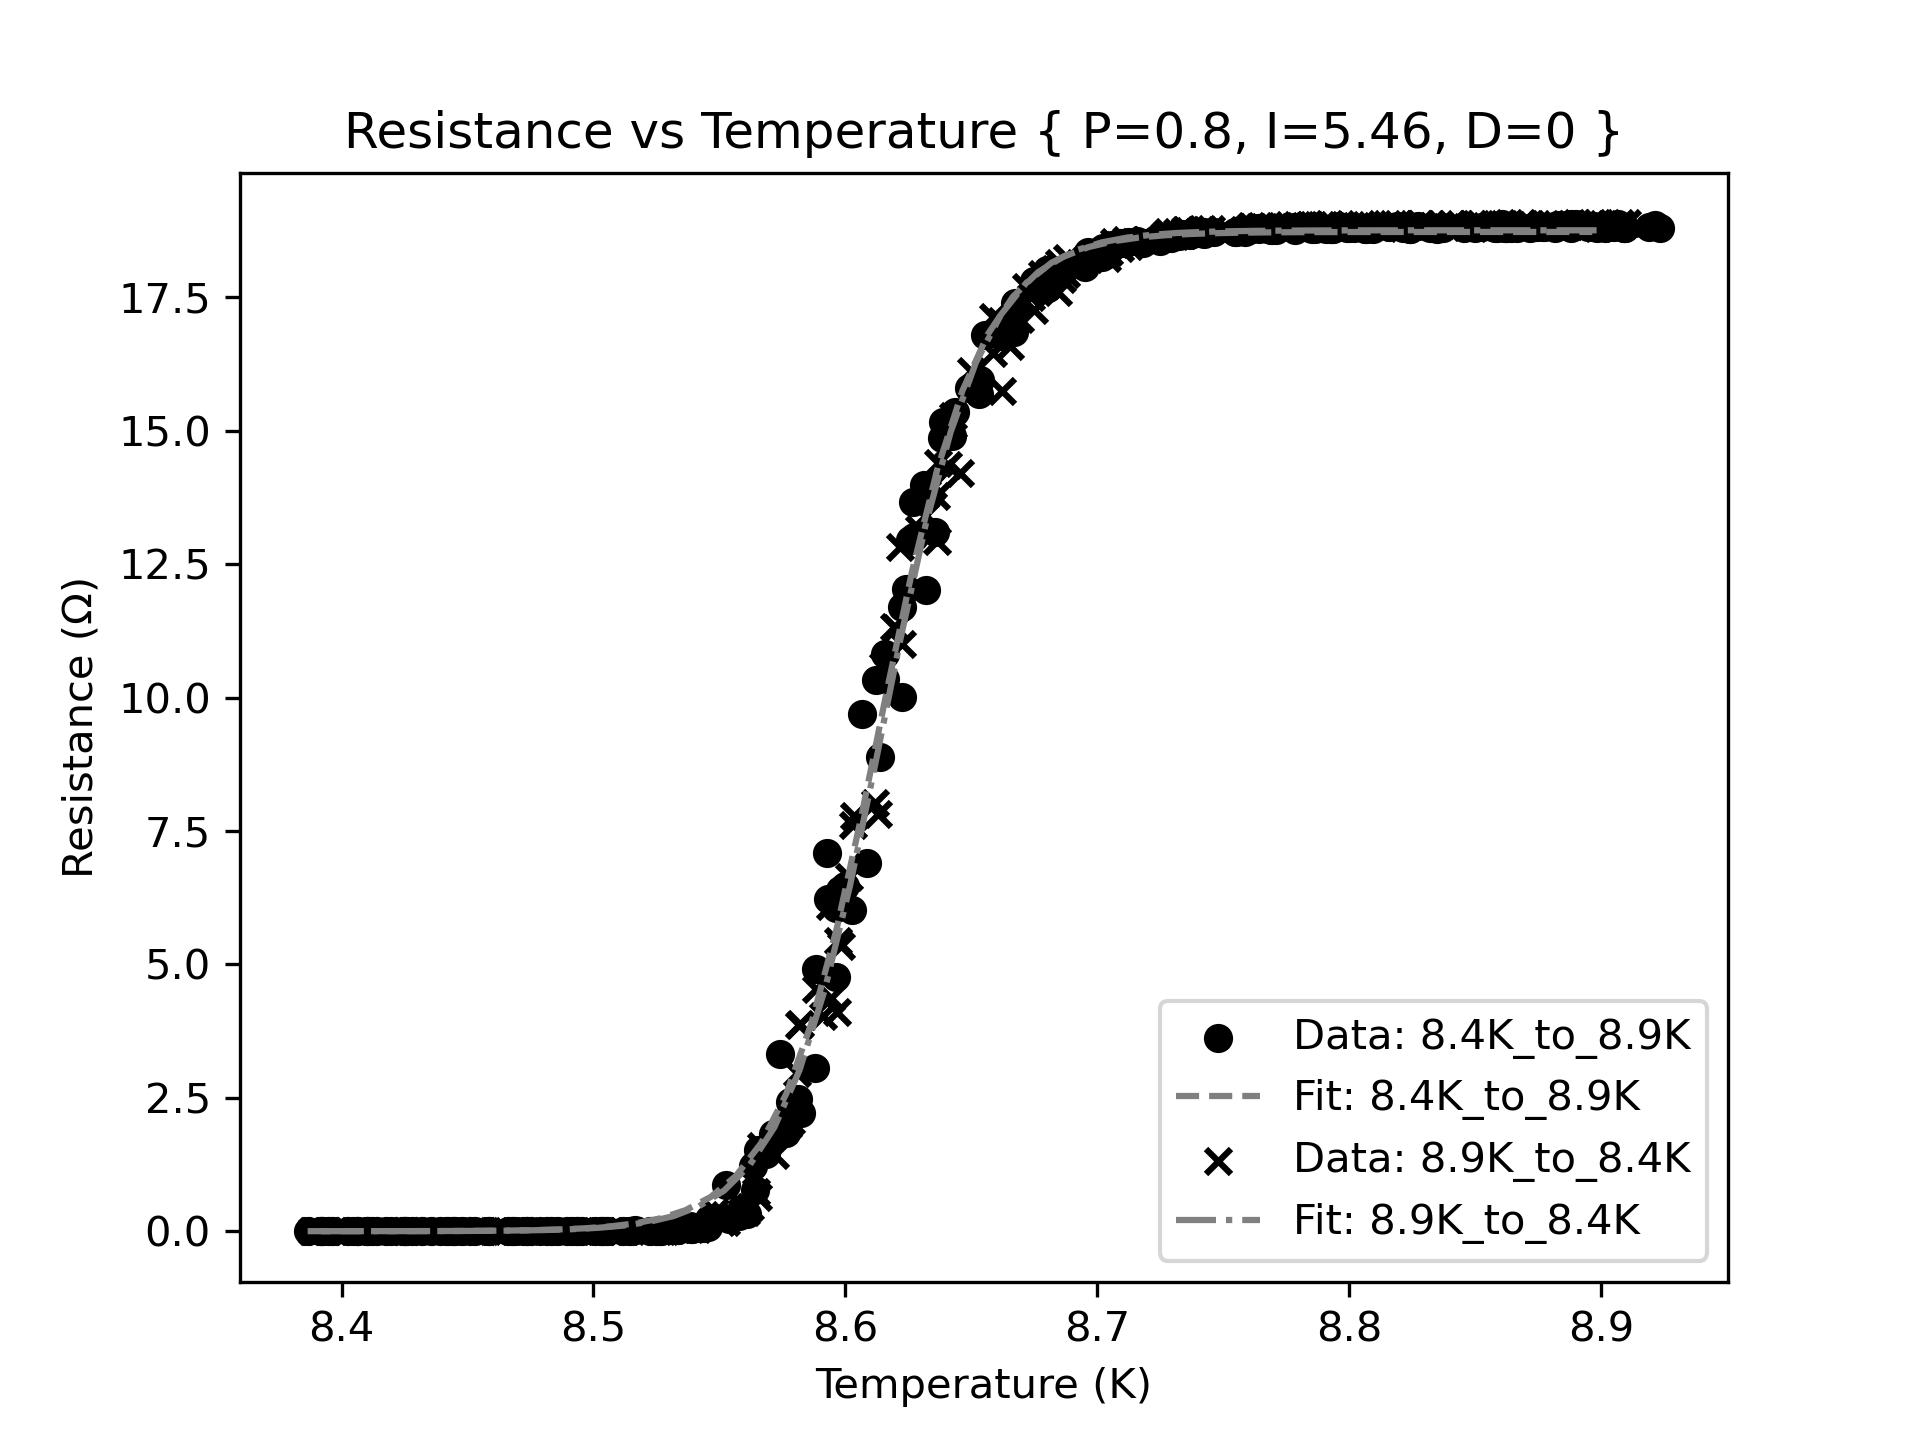 Resistance vs Temperature { P=0.8, I=5.46, D=0 }
Resistance (Ω)
17.5
15.0
12.5
10.0
7.5
5.0
2.5
0.0
8.4 8.5 8.6 8.7 8.8 8.9
Temperature (K)
Data: 8.4K_to_8.9K
Fit: 8.4K_to_8.9K
Data: 8.9K_to_8.4K
Fit: 8.9K_to_8.4K